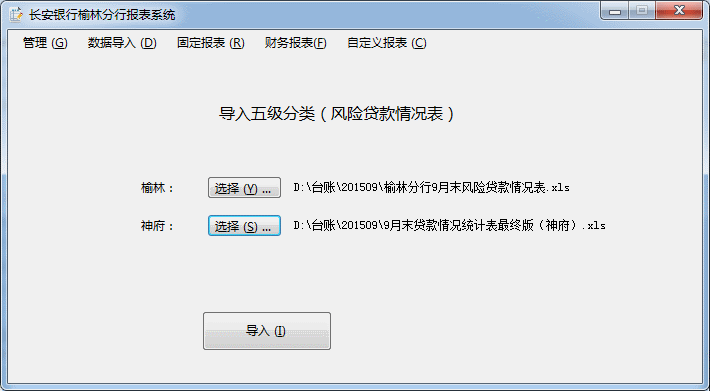 长安银行榆林分行报表系统
管理 (G) 数据导入 (D) 固定报表 (R) 财务报表(F) 自定义报表 (C)
导入五级分类（风险贷款情况表）
榆林： 选择 (Y) ... D:\台账\201509\榆林分行9月末风险贷款情况表.xls
神府： 选择 (S) ... D:\台账\201509\9月末贷款情况统计表最终版（神府）.xls
导入 (I)